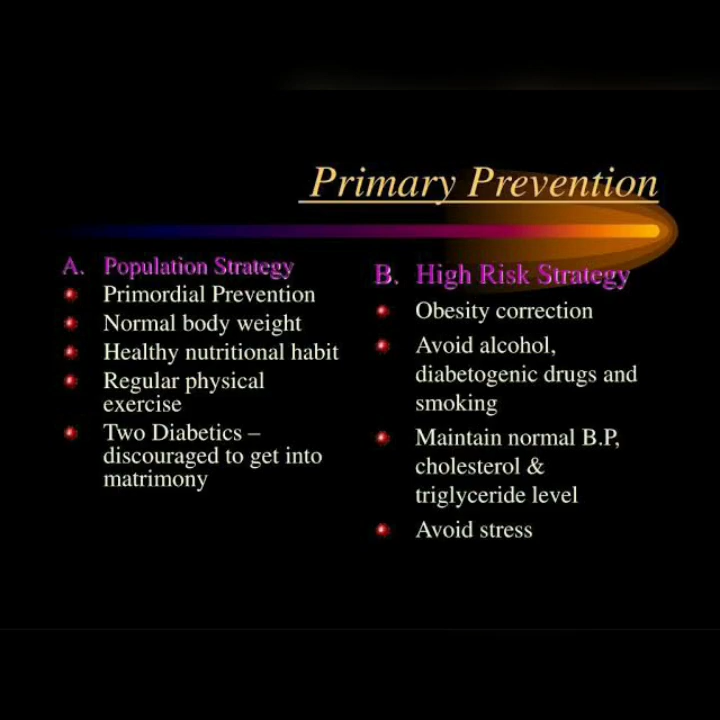 Primary Prevention
A. Population Strategy
Primordial Prevention
Normal body weight
Healthy nutritional habit
Regular physical
exercise
Two Diabetics –
discouraged to get into
matrimony
B. High Risk Strategy
Obesity correction
Avoid alcohol,
diabetogenic drugs and
smoking
Maintain normal B.P,
cholesterol &
triglyceride level
Avoid stress